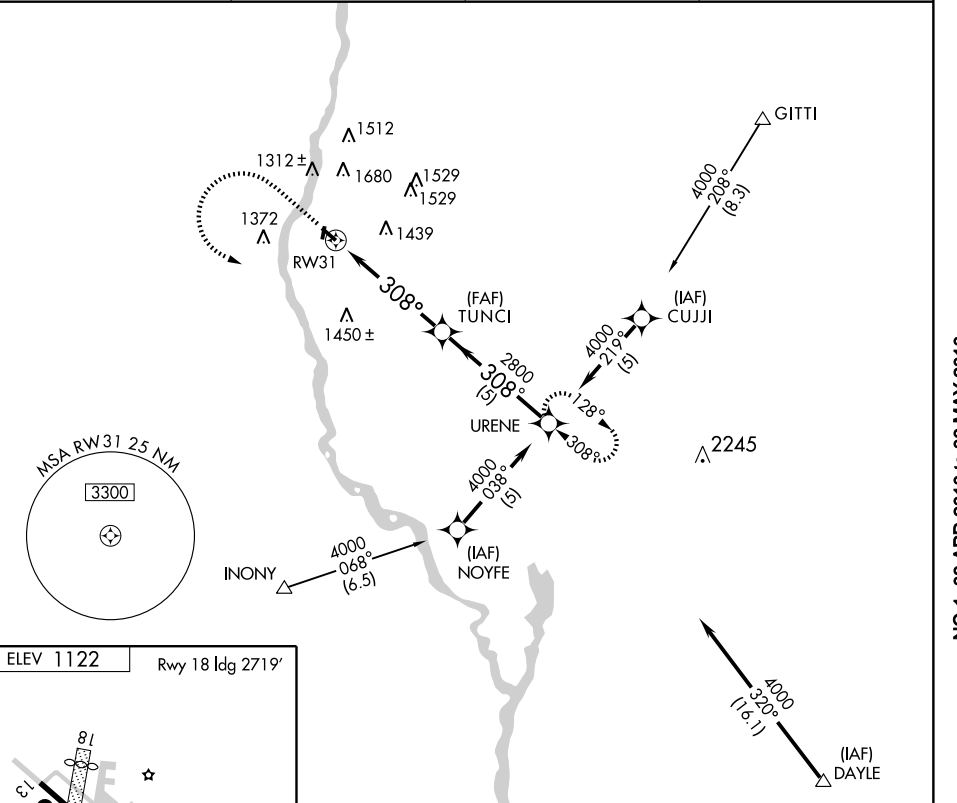 GITTI
4000
208°
(8.3)
1512
1312±
1680
1529
1529
1372
1439
RW31
308°
(FAF)
TUNCI
1450±
(IAF)
CUJJI
4000
219°
(5)
2800
308°
(5)
URENE
128°
308°
2245
4000
038°
(5)
(IAF)
NOYFE
MSA RW31 25 NM
3300
INONY
4000
068°
(6.5)
4000
320°
(16.1)
(IAF)
DAYLE
ELEV 1122
Rwy 18 ldg 2719'
18
13